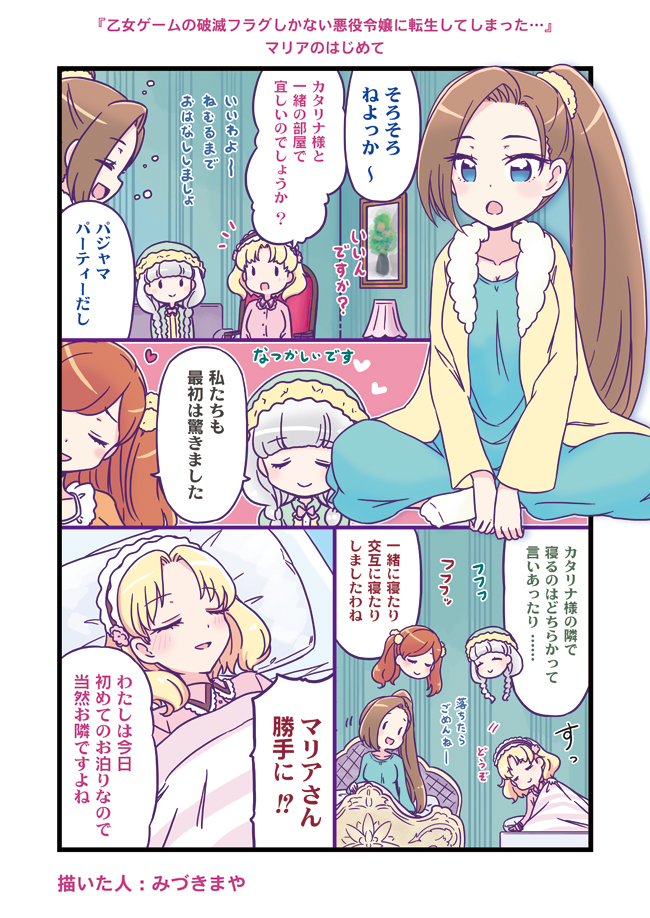 『乙女ゲームの破滅フラグしかない悪役令嬢に転生してしまった…』
マリアのはじめて
そろそろ
ねよっか
〜
カタリナ様と
一緒の部屋で
宜しいのでしょうか？
いいん
ですか？
いいわよ〜
ねむるまで
おはなししましょ
パジャマ
パーティーだし
なつかしいです
私たちも
最初は驚きました
カタリナ様の隣で
寝るのはどちらかって
言いあったり……
フフフ
フフフッ
一緒に寝たり
交互に寝たり
しましたわね
落ちたら
ごめんねー
どうぞ
すっ
マリアさん
勝手に!?
わたしは今日
初めてのお泊りなので
当然お隣ですよね
描いた人：みづきまや